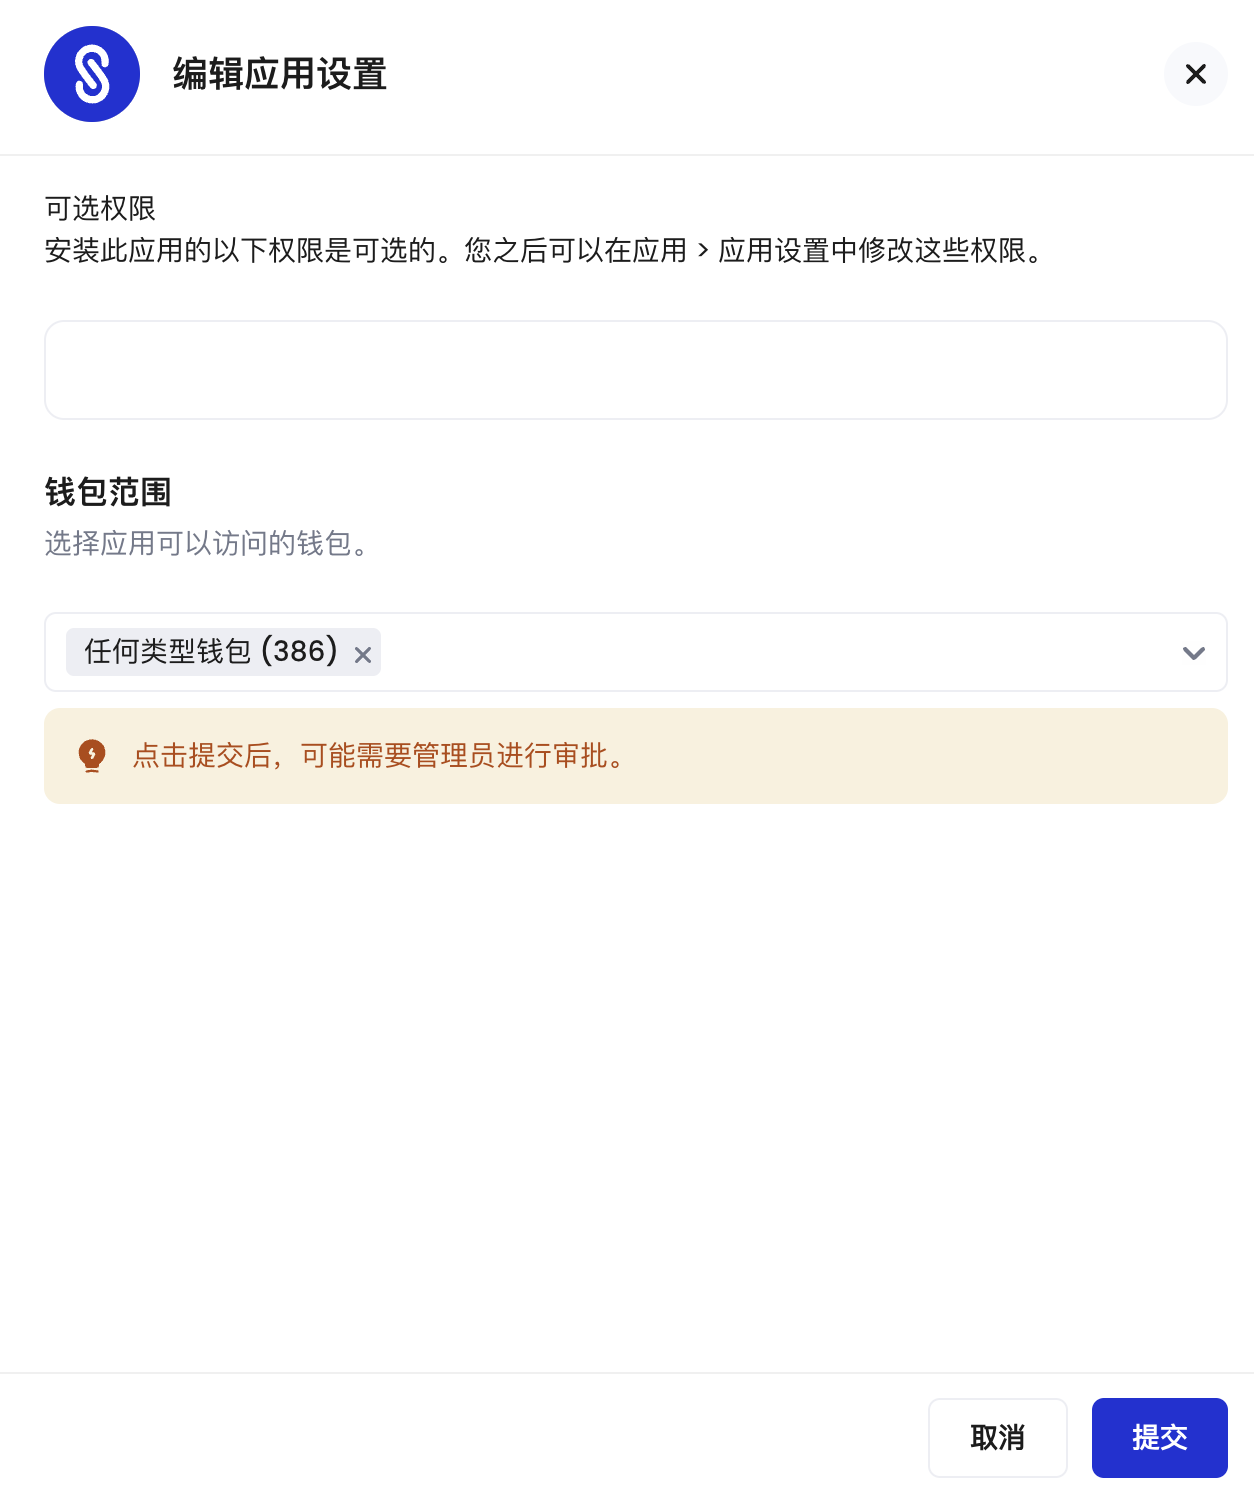 编辑应用设置
可选权限
安装此应用的以下权限是可选的。您之后可以在应用 > 应用设置中修改这些权限。
钱包范围
选择应用可以访问的钱包。
任何类型钱包 (386)
点击提交后，可能需要管理员进行审批。
取消
提交